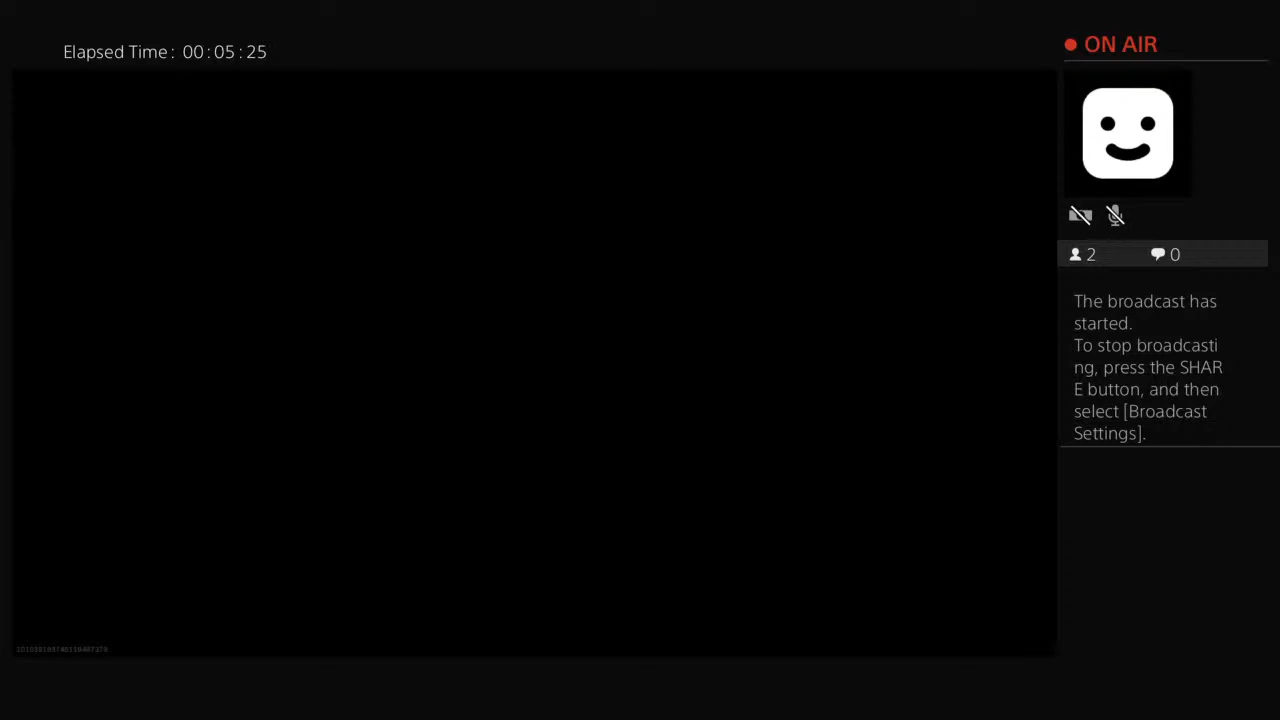 Elapsed Time: 00:05:25
ON AIR
2 0
The broadcast has
started.
To stop broadcasti
ng, press the SHAR
E button, and then
select [Broadcast
Settings].